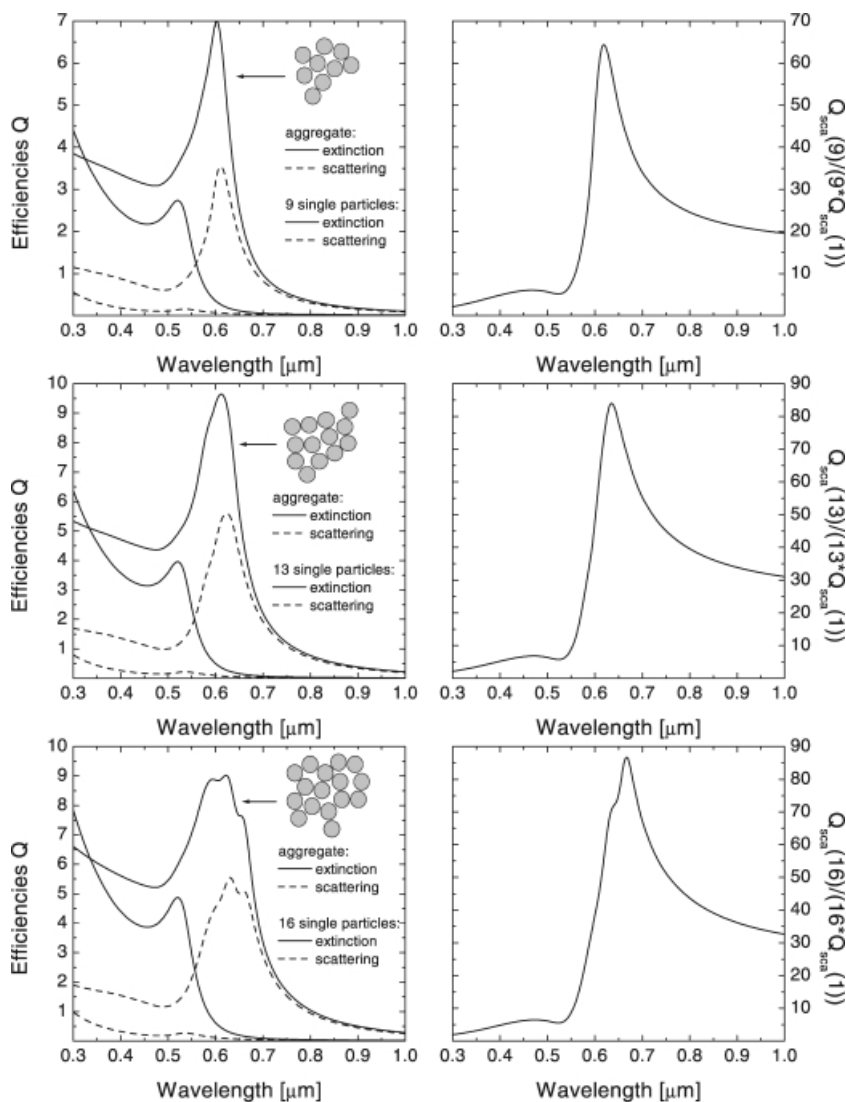 7
6
5
4
3
2
1
0.3 0.4 0.5 0.6 0.7 0.8 0.9 1.0
Wavelength [μm]
Efficiencies Q
aggregate:
extinction
scattering
9 single particles:
extinction
scattering
70
60
50
40
30
20
10
0.3 0.4 0.5 0.6 0.7 0.8 0.9 1.0
Wavelength [μm]
Q_sca(9)/(9*Q_sca(1))
10
9
8
7
6
5
4
3
2
1
0.3 0.4 0.5 0.6 0.7 0.8 0.9 1.0
Wavelength [μm]
Efficiencies Q
aggregate:
extinction
scattering
13 single particles:
extinction
scattering
90
80
70
60
50
40
30
20
10
0.3 0.4 0.5 0.6 0.7 0.8 0.9 1.0
Wavelength [μm]
Q_sca(13)/(13*Q_sca(1))
10
9
8
7
6
5
4
3
2
1
0.3 0.4 0.5 0.6 0.7 0.8 0.9 1.0
Wavelength [μm]
Efficiencies Q
aggregate:
extinction
scattering
16 single particles:
extinction
scattering
90
80
70
60
50
40
30
20
10
0.3 0.4 0.5 0.6 0.7 0.8 0.9 1.0
Wavelength [μm]
Q_sca(16)/(16*Q_sca(1))